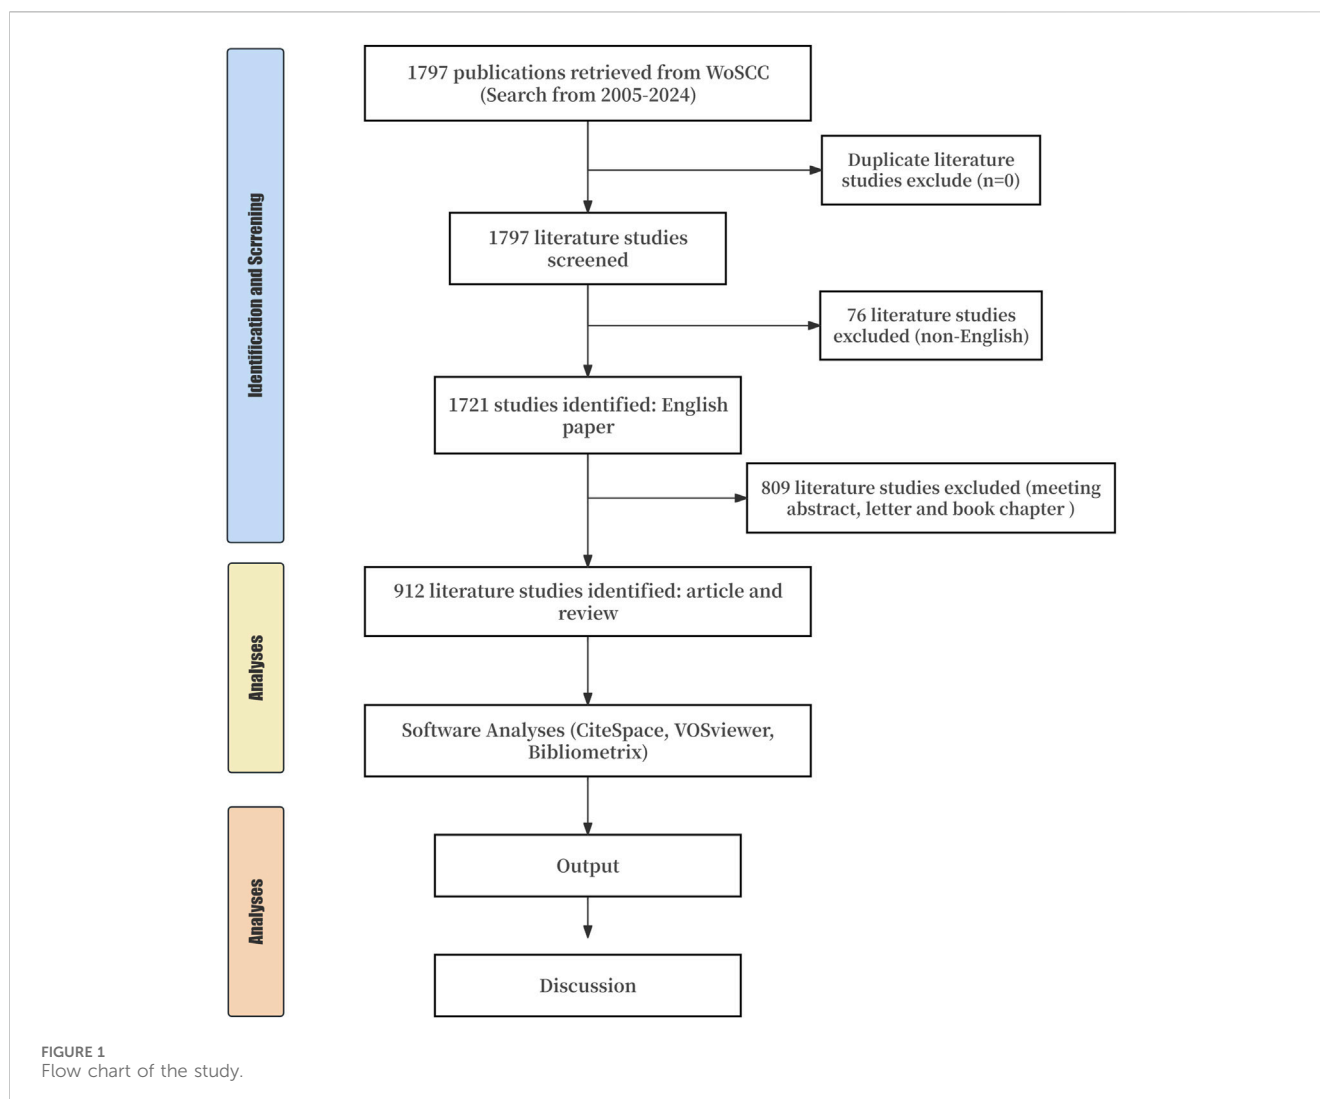 1797 publications retrieved from WoSCC
(Search from 2005-2024)
Duplicate literature
studies exclude (n=0)
1797 literature studies
screened
76 literature studies
excluded (non-English)
1721 studies identified: English
paper
809 literature studies excluded (meeting
abstract, letter and book chapter )
Identification and Scrrening
912 literature studies identified: article and
review
Software Analyses (CiteSpace, VOSviewer,
Bibliometrix)
Analyses
Output
Discussion
Analyses
FIGURE 1
Flow chart of the study.